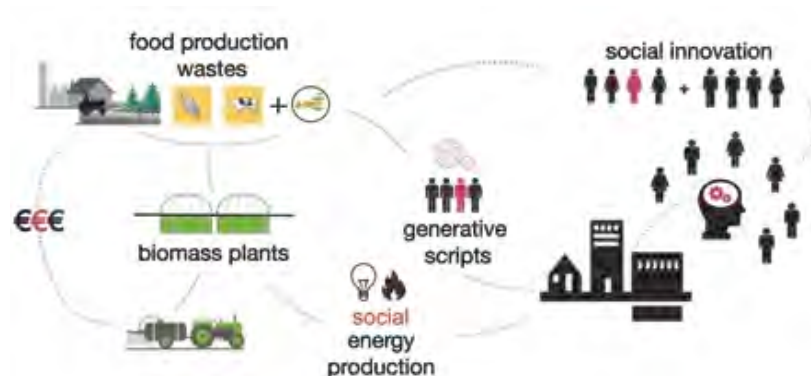 food production
wastes
+
social innovation
+
€€€
biomass plants
generative
scripts
social
energy
production